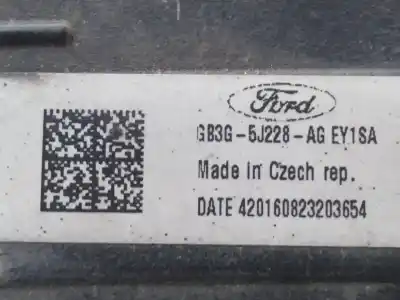 Ford
GB3G-5J228-AG EY1SA
Made in Czech rep.
DATE 420160823203654